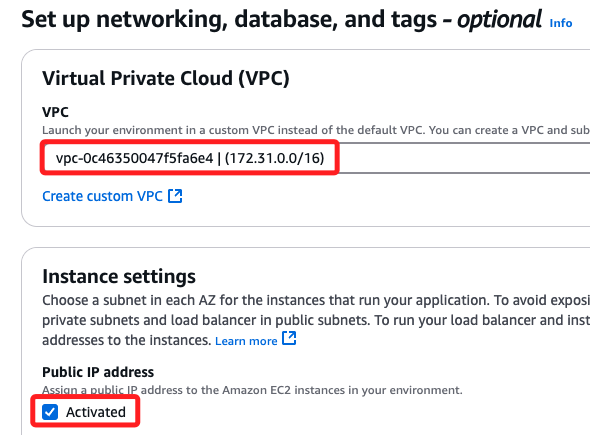 Set up networking, database, and tags - optional Info
Virtual Private Cloud (VPC)
VPC
Launch your environment in a custom VPC instead of the default VPC. You can create a VPC and sub
vpc-0c46350047f5fa6e4 | (172.31.0.0/16)
Create custom VPC
Instance settings
Choose a subnet in each AZ for the instances that run your application. To avoid exposi
private subnets and load balancer in public subnets. To run your load balancer and inst
addresses to the instances. Learn more
Public IP address
Assign a public IP address to the Amazon EC2 instances in your environment.
Activated